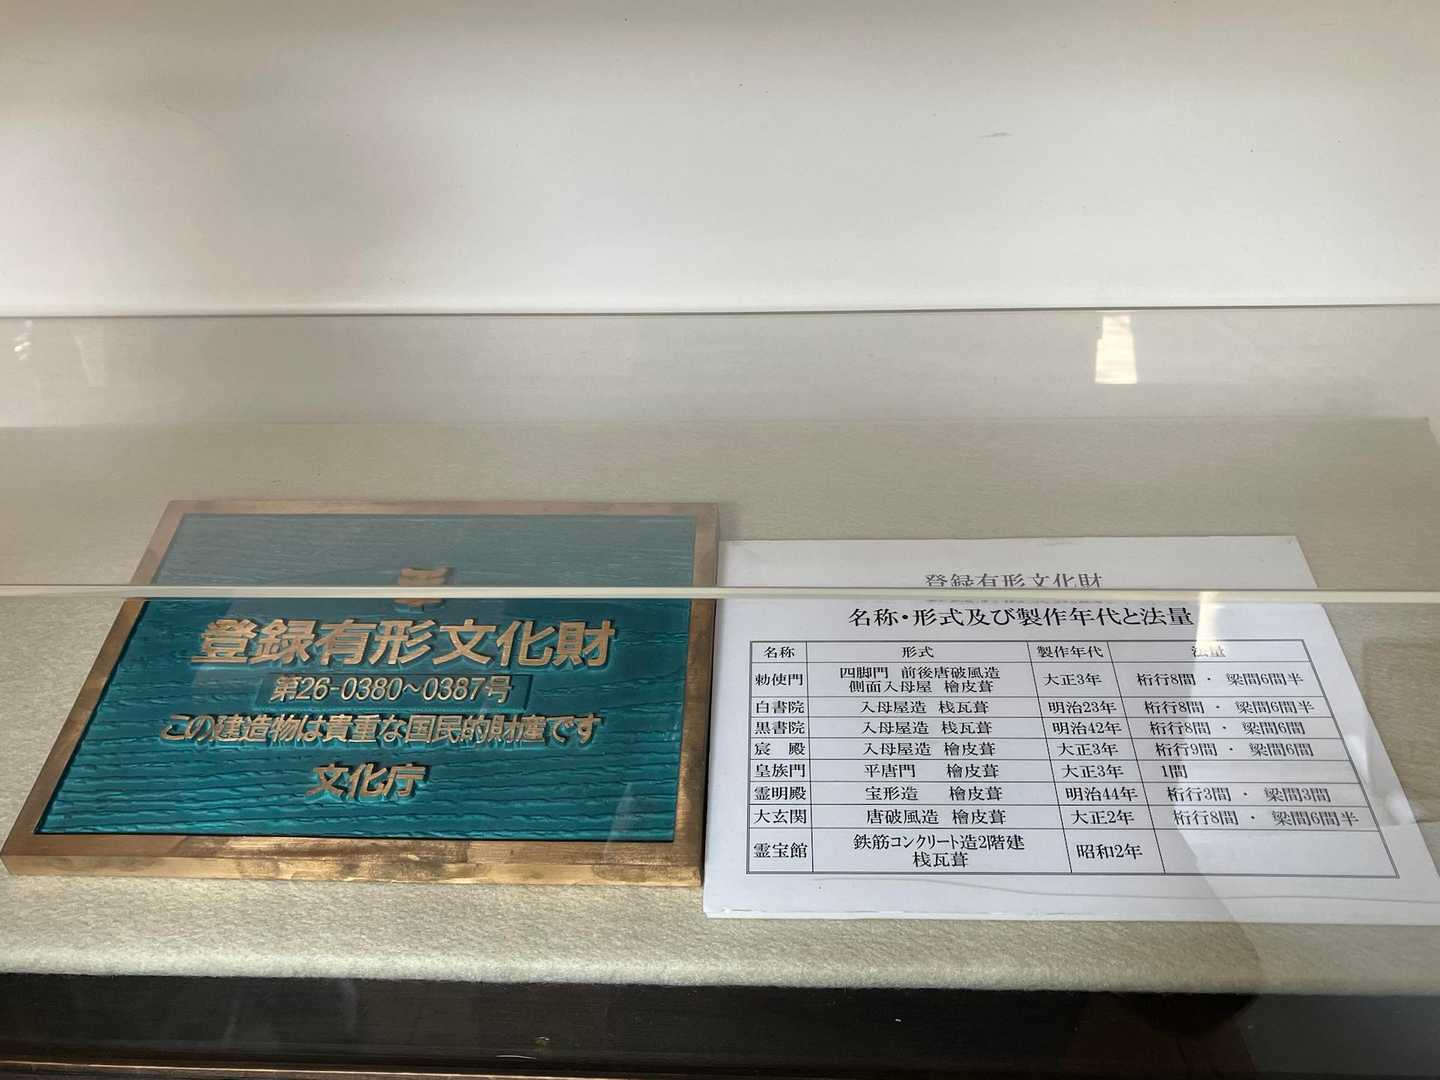 登録有形文化財
第26-0380~0387号
この建造物は貴重な国民的財産です
文化庁
登録有形文化財
名称・形式及び製作年代と法量
名称 形式 製作年代 法量
勅使門 四脚門 前後唐破風造 側面入母屋 檜皮葺 大正3年 桁行8間 ・ 梁間6間半
白書院 入母屋造 桟瓦葺 明治23年 桁行8間 ・ 梁間6間半
黒書院 入母屋造 桟瓦葺 明治42年 桁行8間 ・ 梁間6間
宸 殿 入母屋造 檜皮葺 大正3年 桁行9間 ・ 梁間6間
皇族門 平唐門 檜皮葺 大正3年 1間
霊明殿 宝形造 檜皮葺 明治44年 桁行3間 ・ 梁間3間
大玄関 唐破風造 檜皮葺 大正2年 桁行8間 ・ 梁間6間半
霊宝館 鉄筋コンクリート造2階建 桟瓦葺 昭和2年